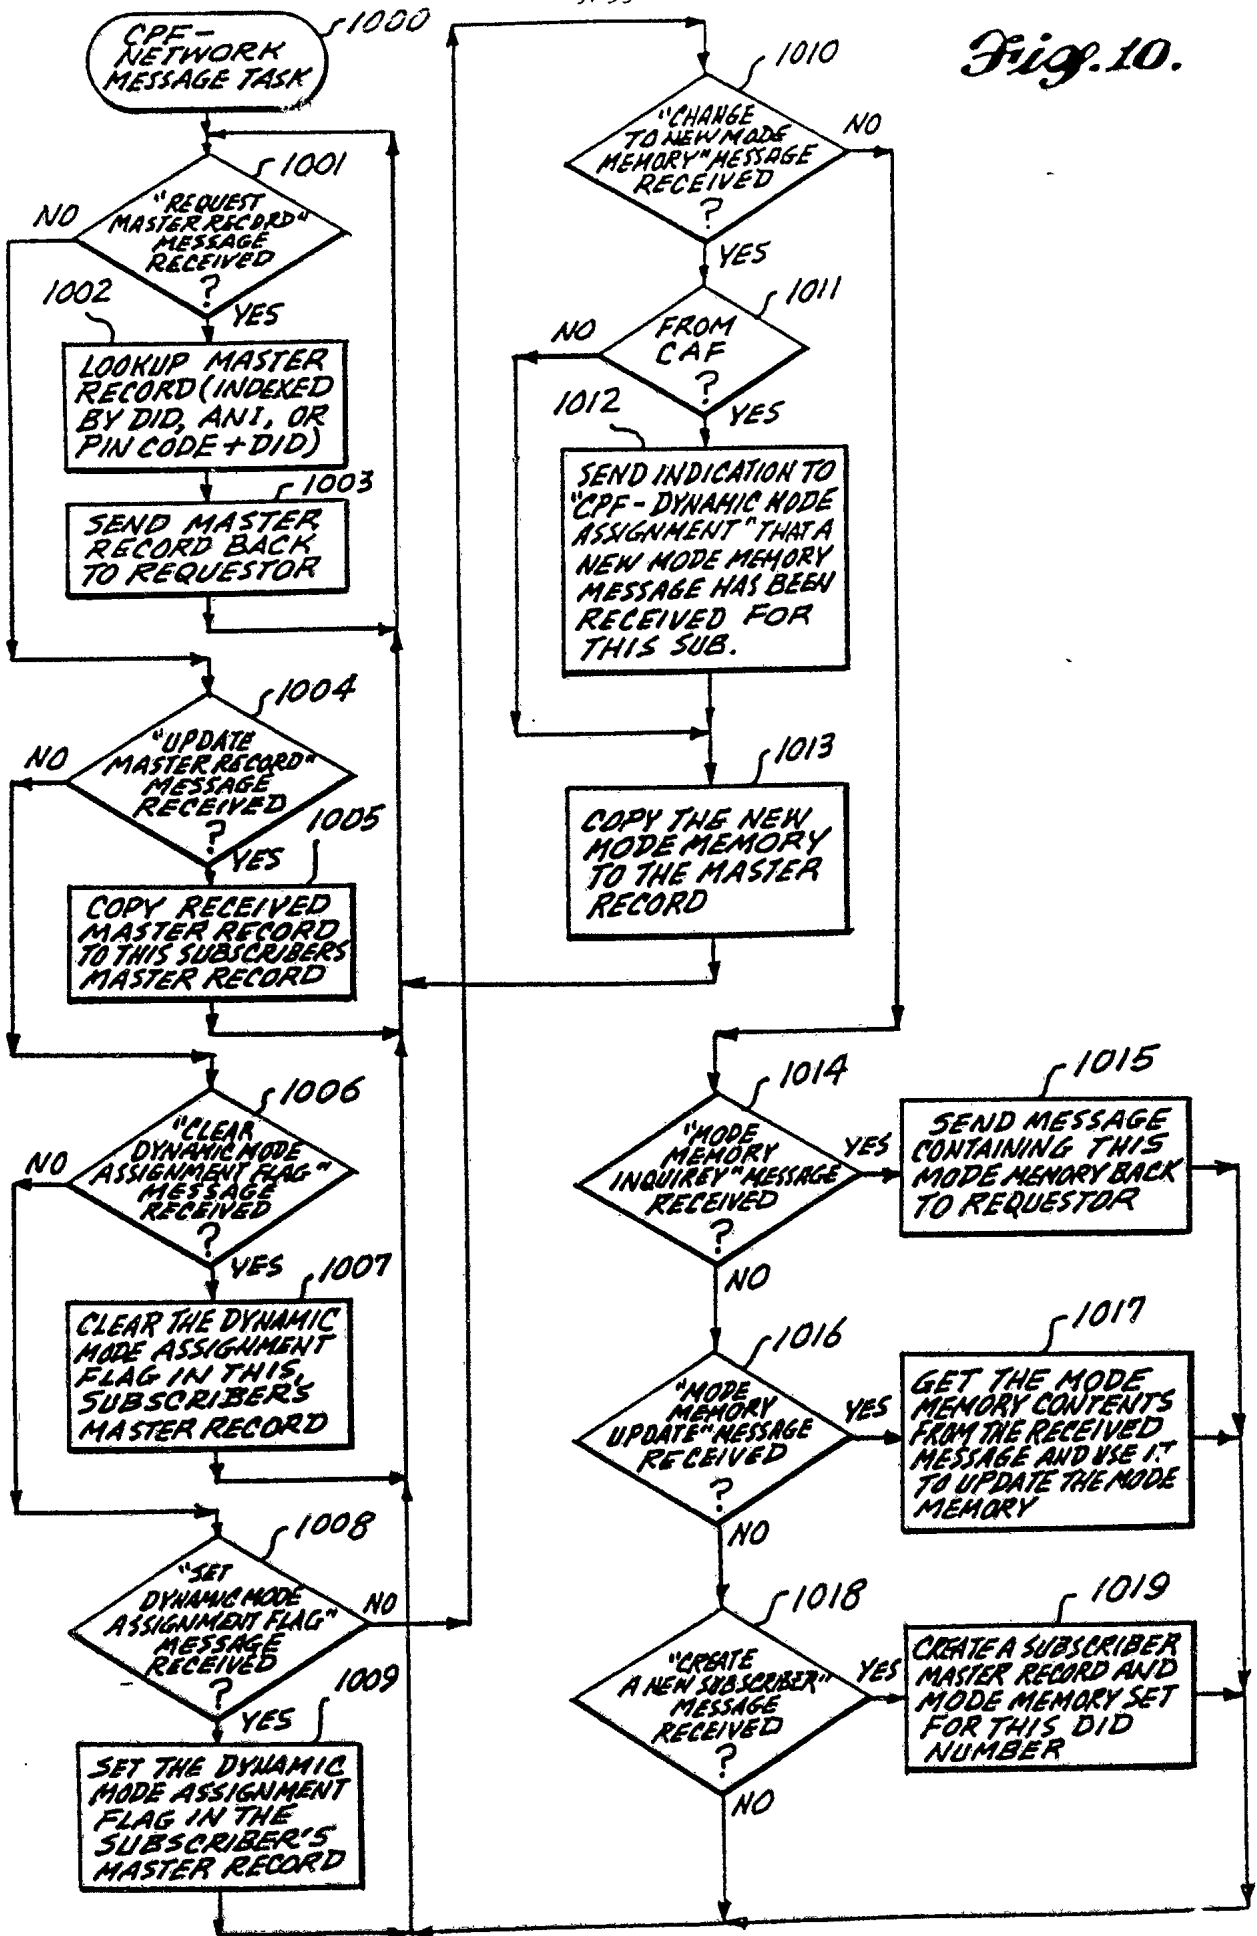 Fig. 10.
1000
CPF-
NETWORK
MESSAGE TASK
1001
"REQUEST
MASTER RECORD"
MESSAGE
RECEIVED
?
NO
YES
1002
LOOKUP MASTER
RECORD (INDEXED
BY DID, ANI, OR
PIN CODE + DID)
1003
SEND MASTER
RECORD BACK
TO REQUESTOR
1004
"UPDATE
MASTER RECORD"
MESSAGE
RECEIVED
?
NO
YES
1005
COPY RECEIVED
MASTER RECORD
TO THIS SUBSCRIBERS
MASTER RECORD
1006
"CLEAR
DYNAMIC MODE
ASSIGNMENT FLAG"
MESSAGE
RECEIVED
?
NO
YES
1007
CLEAR THE DYNAMIC
MODE ASSIGNMENT
FLAG IN THIS,
SUBSCRIBER'S
MASTER RECORD
1008
"SET
DYNAMIC MODE
ASSIGNMENT FLAG"
MESSAGE
RECEIVED
?
NO
YES
1009
SET THE DYNAMIC
MODE ASSIGNMENT
FLAG IN THE
SUBSCRIBER'S
MASTER RECORD
1010
"CHANGE
TO NEW MODE
MEMORY" MESSAGE
RECEIVED
?
NO
YES
1011
FROM
CAF
?
NO
YES
1012
SEND INDICATION TO
"CPF-DYNAMIC MODE
ASSIGNMENT" THAT A
NEW MODE MEMORY
MESSAGE HAS BEEN
RECEIVED FOR
THIS SUB.
1013
COPY THE NEW
MODE MEMORY
TO THE MASTER
RECORD
1014
"MODE
MEMORY
INQUIREY" MESSAGE
RECEIVED
?
YES
NO
1015
SEND MESSAGE
CONTAINING THIS
MODE MEMORY BACK
TO REQUESTOR
1016
"MODE
MEMORY
UPDATE" MESSAGE
RECEIVED
?
YES
NO
1017
GET THE MODE
MEMORY CONTENTS
FROM THE RECEIVED
MESSAGE AND USE IT
TO UPDATE THE MODE
MEMORY
1018
"CREATE
A NEW SUBSCRIBER"
MESSAGE
RECEIVED
?
YES
NO
1019
CREATE A SUBSCRIBER
MASTER RECORD AND
MODE MEMORY SET
FOR THIS DID
NUMBER